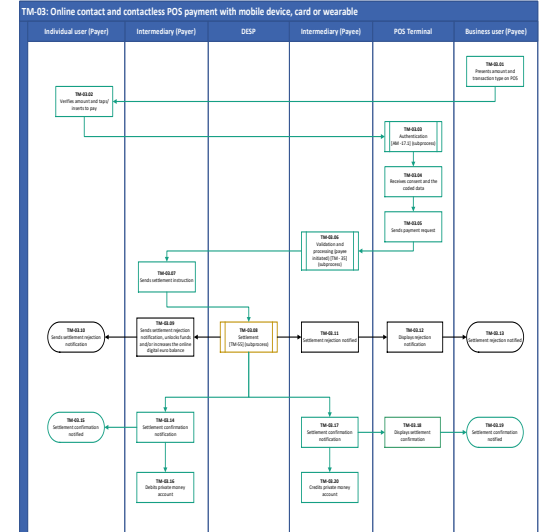 TM-03: Online contact and contactless POS payment with mobile device, card or wearable
Individual user (Payer)
Intermediary (Payer)
DESP
Intermediary (Payee)
POS Terminal
Business user (Payee)
TM-03.01
Presents amount and
transaction type on POS
TM-03.02
Verifies amount and taps/
inserts to pay
TM-03.03
Authentication
[AM -17.1] (subprocess)
TM-03.04
Receives consent and the
coded data
TM-03.05
Sends payment request
TM-03.06
Validation and
processing (payee
initiated) [TM - 35]
(subprocess)
TM-03.07
Sends settlement instruction
TM-03.10
Sends settlement rejection
notification
TM-03.09
Sends settlement rejection
notification, unlocks funds
and/or increases the online
digital euro balance
TM-03.08
Settlement
[TM-55] (subprocess)
TM-03.11
Settlement rejection notified
TM-03.12
Displays rejection
notification
TM-03.13
Settlement rejection notified
TM-03.15
Settlement confirmation
notified
TM-03.14
Settlement confirmation
notification
TM-03.17
Settlement confirmation
notification
TM-03.18
Displays settlement
confirmation
TM-03.19
Settlement confirmation
notified
TM-03.16
Debits private money
account
TM-03.20
Credits private money
account